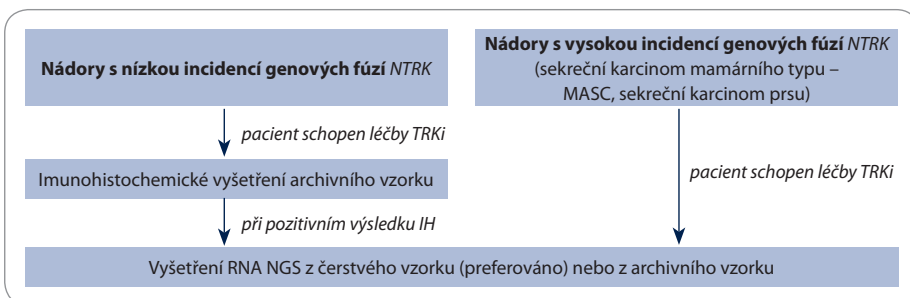 Nádory s nízkou incidencí genových fúzí NTRK
pacient schopen léčby TRKi
Imunohistochemické vyšetření archivního vzorku
při pozitivním výsledku IH
Nádory s vysokou incidencí genových fúzí NTRK
(sekreční karcinom mamárního typu –
MASC, sekreční karcinom prsu)
pacient schopen léčby TRKi
Vyšetření RNA NGS z čerstvého vzorku (preferováno) nebo z archivního vzorku